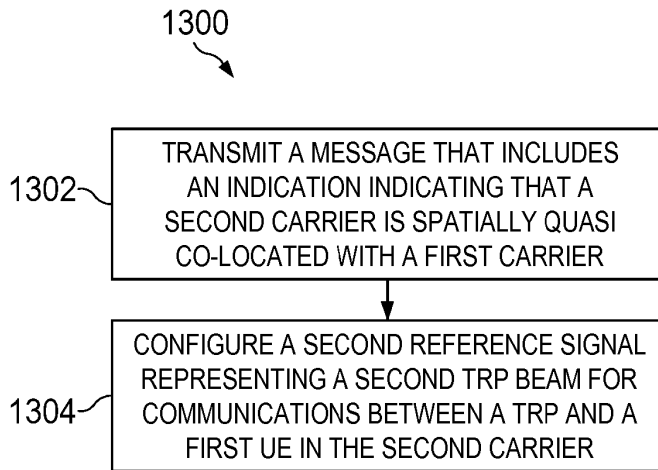 1300
1302
TRANSMIT A MESSAGE THAT INCLUDES
AN INDICATION INDICATING THAT A
SECOND CARRIER IS SPATIALLY QUASI
CO-LOCATED WITH A FIRST CARRIER
1304
CONFIGURE A SECOND REFERENCE SIGNAL
REPRESENTING A SECOND TRP BEAM FOR
COMMUNICATIONS BETWEEN A TRP AND A
FIRST UE IN THE SECOND CARRIER